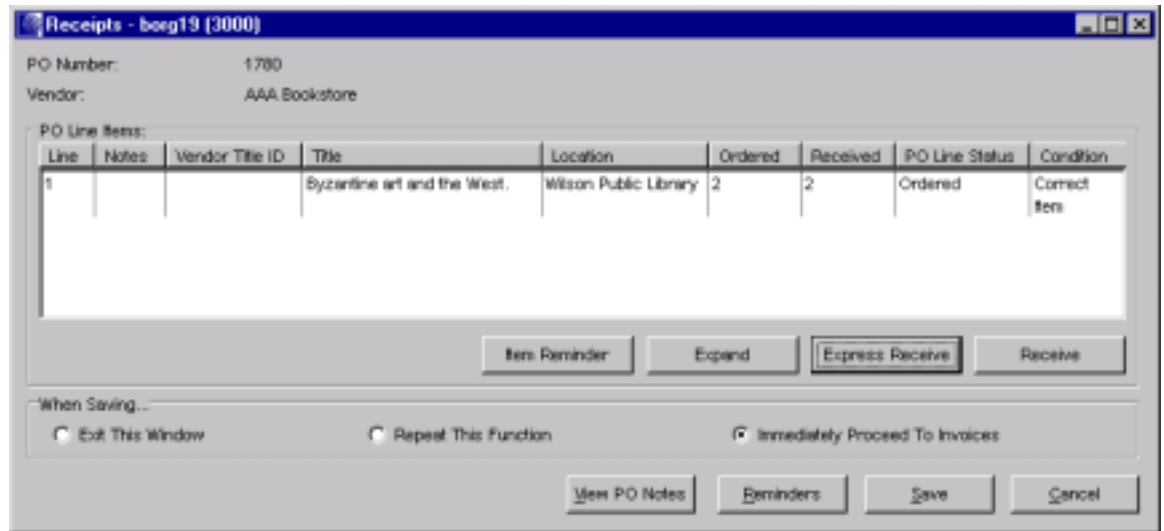 Receipts - borg19 (3000)
PO Number: 1780
Vendor: AAA Bookstore
PO Line Items:
Line Notes Vendor Title ID Title Location Ordered Received PO Line Status Condition
1 Byzantine art and the West. Wilson Public Library 2 2 Ordered Correct
Item
Item Reminder Expand Express Receive Receive
When Saving...
Exit This Window Repeat This Function Immediately Proceed To Invoices
View PO Notes Reminders Save Cancel